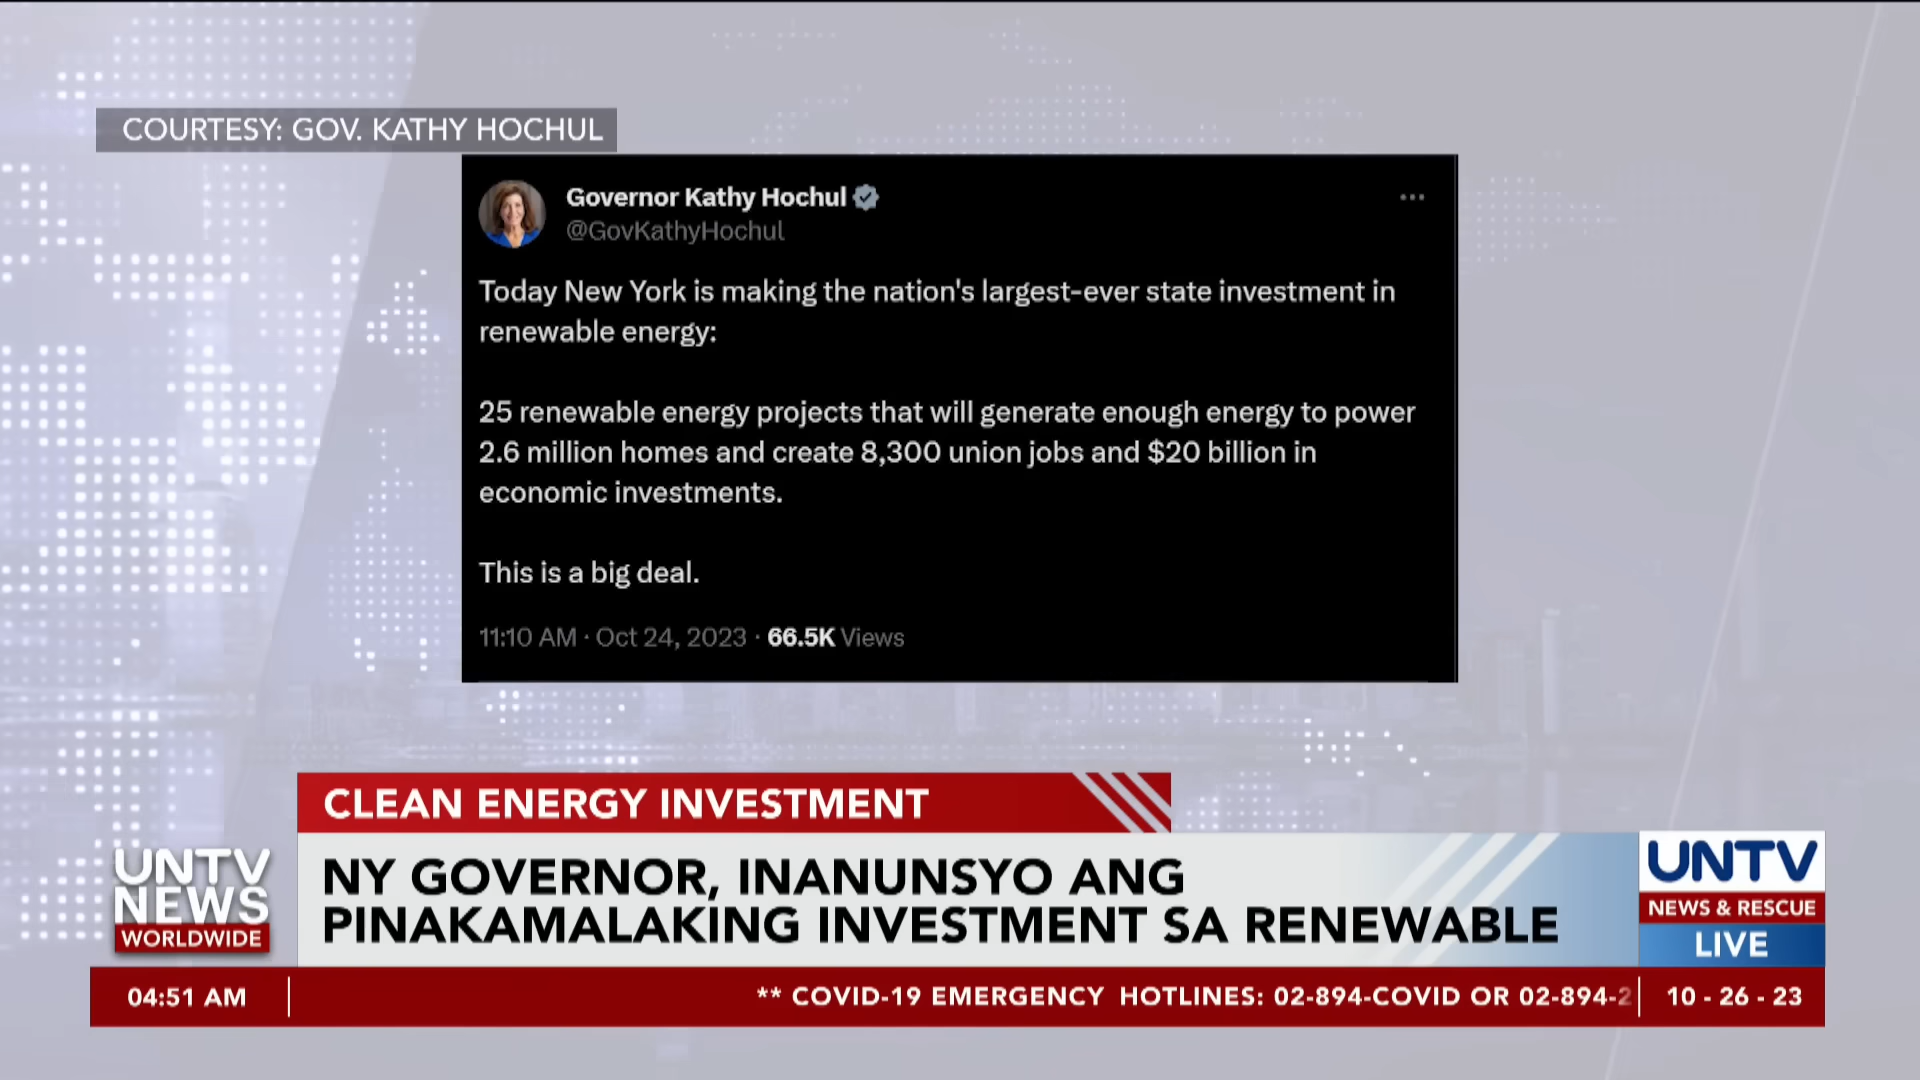 COURTESY: GOV. KATHY HOCHUL
Governor Kathy Hochul
@GovKathyHochul
Today New York is making the nation's largest-ever state investment in
renewable energy:
25 renewable energy projects that will generate enough energy to power
2.6 million homes and create 8,300 union jobs and $20 billion in
economic investments.
This is a big deal.
11:10 AM · Oct 24, 2023 · 66.5K Views
CLEAN ENERGY INVESTMENT
NY GOVERNOR, INANUNSYO ANG
PINAKAMALAKING INVESTMENT SA RENEWABLE
UNTV
NEWS
WORLDWIDE
UNTV
NEWS & RESCUE
LIVE
04:51 AM
** COVID-19 EMERGENCY HOTLINES: 02-894-COVID OR 02-894-2
10 - 26 - 23